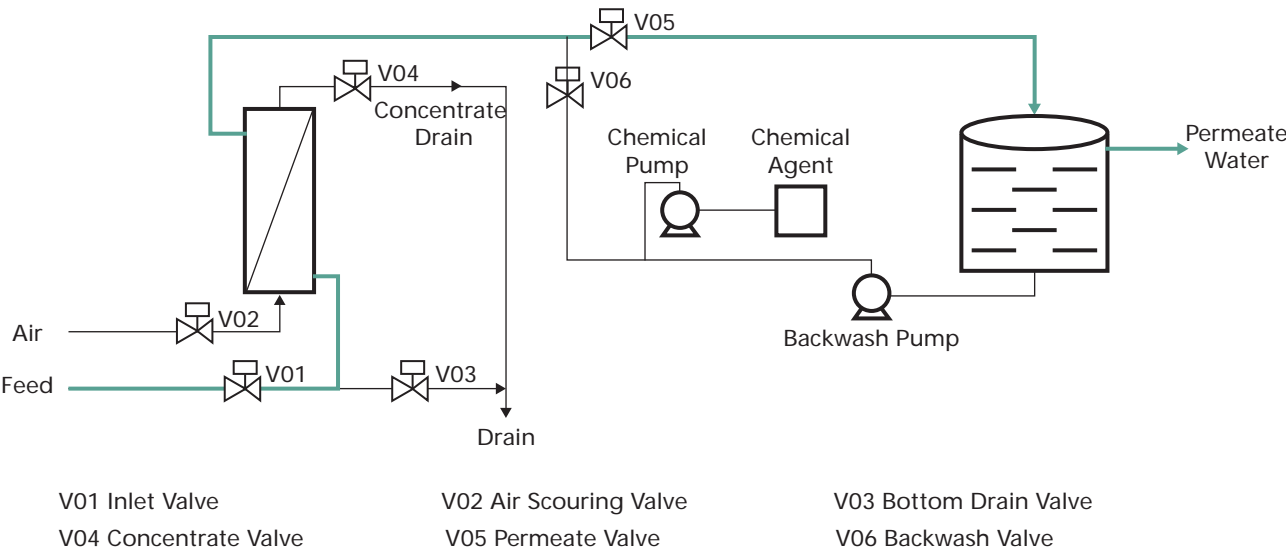 V05
V04
V06
Concentrate
Drain
Chemical
Pump
Chemical
Agent
Permeate
Water
Air
V02
Backwash Pump
Feed
V01
V03
Drain
V01 Inlet Valve
V02 Air Scouring Valve
V03 Bottom Drain Valve
V04 Concentrate Valve
V05 Permeate Valve
V06 Backwash Valve